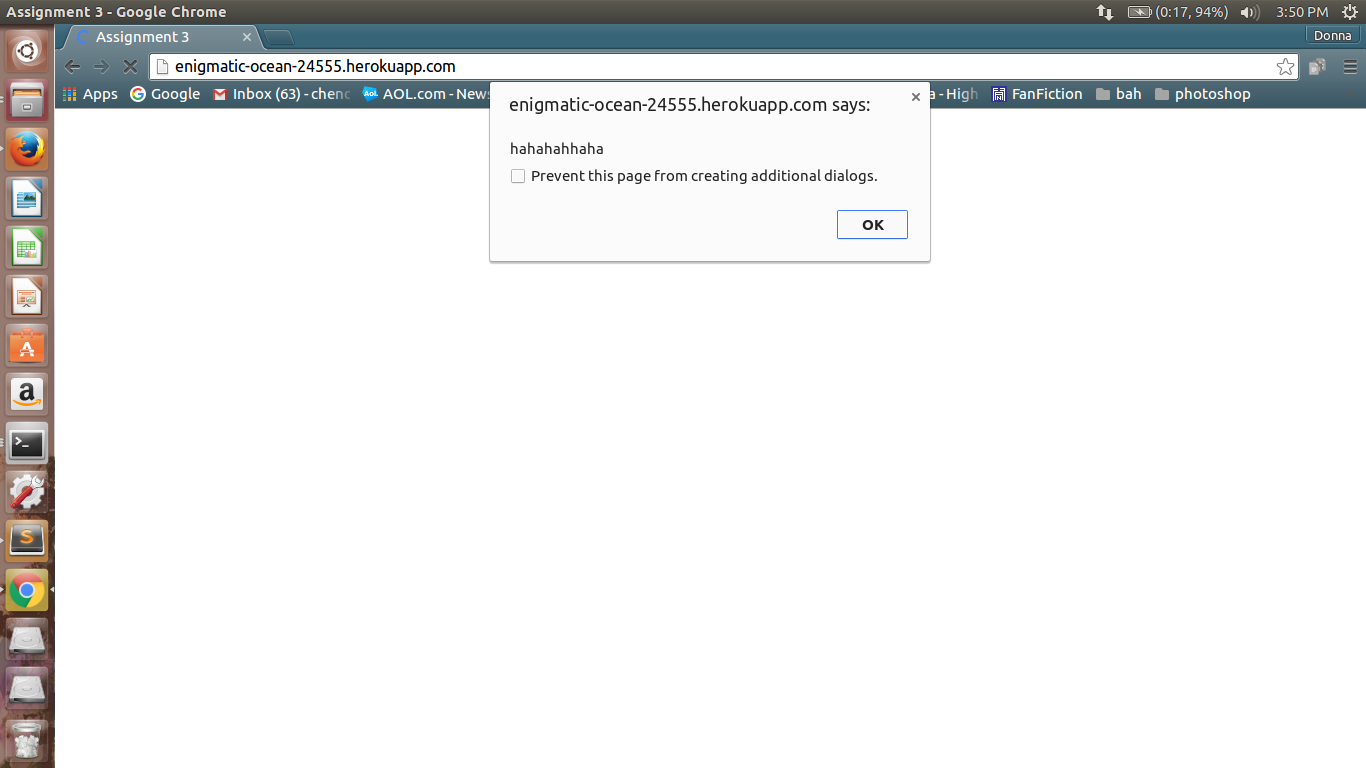 Assignment 3 - Google Chrome
(0:17, 94%)
3:50 PM
Assignment 3
Donna
enigmatic-ocean-24555.herokuapp.com
Apps
Google
Inbox (63) - chenc
AOL.com - News
a - High
FanFiction
bah
photoshop
enigmatic-ocean-24555.herokuapp.com says:
hahahahhaha
Prevent this page from creating additional dialogs.
OK